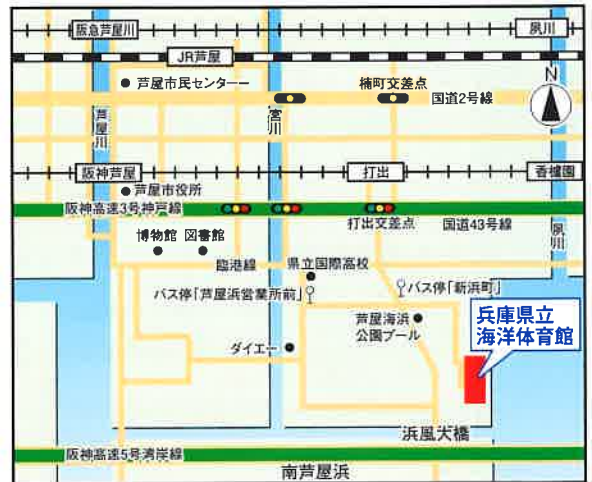 阪急芦屋川
夙川
JR芦屋
N
芦屋市民センター
楠町交差点
国道2号線
芦屋川
宮川
阪神芦屋
打出
香櫨園
芦屋市役所
阪神高速3号神戸線
打出交差点
国道43号線
夙川
博物館
図書館
臨港線
県立国際高校
バス停「芦屋浜営業所前」
バス停「新浜町」
兵庫県立
海洋体育館
芦屋海浜
公園プール
ダイエー
浜風大橋
阪神高速5号湾岸線
南芦屋浜